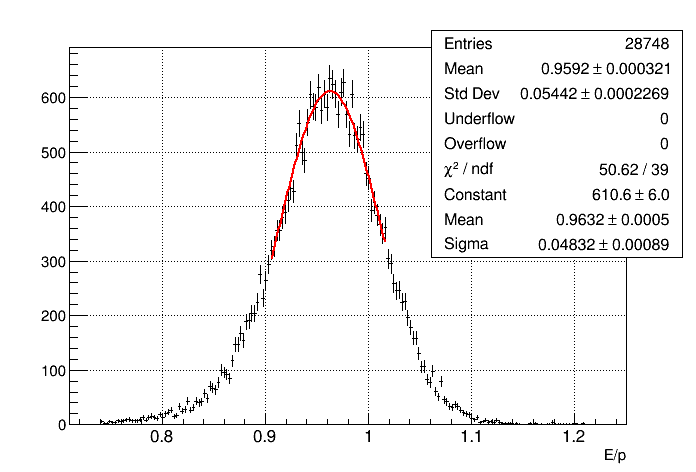 Entries 28748
Mean 0.9592 ± 0.000321
Std Dev 0.05442 ± 0.0002269
Underflow 0
Overflow 0
χ² / ndf 50.62 / 39
Constant 610.6 ± 6.0
Mean 0.9632 ± 0.0005
Sigma 0.04832 ± 0.00089
600
500
400
300
200
100
0
0.8 0.9 1 1.1 1.2
E/p